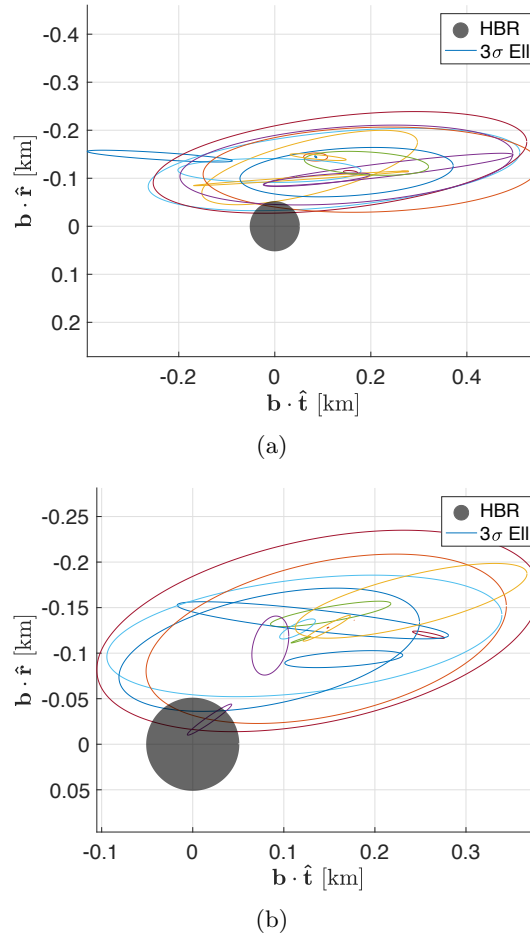 -0.4
-0.3
-0.2
-0.1
0
0.1
0.2
b · r̂ [km]
HBR
3σ Ell
-0.2
0
0.2
0.4
b · t̂ [km]
(a)
-0.25
-0.2
-0.15
-0.1
-0.05
0
0.05
b · r̂ [km]
HBR
3σ Ell
-0.1
0
0.1
0.2
0.3
b · t̂ [km]
(b)